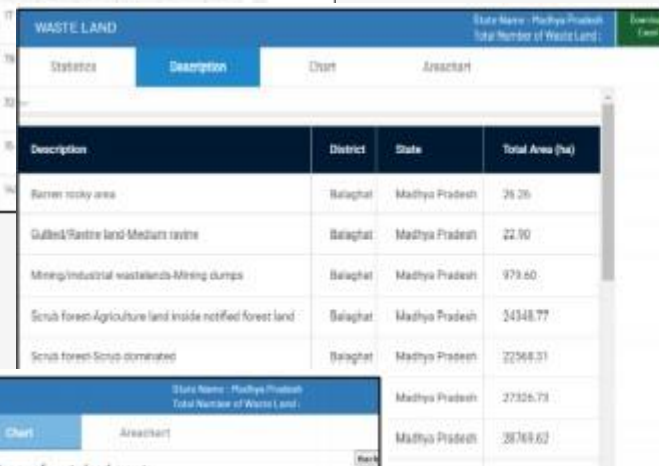 WASTE LAND
State Name : Madhya Pradesh
Total Number of Waste Land :
Download
Excel
Statistics Description Chart Areachart
Description District State Total Area (ha)
Barren rocky area Balaghat Madhya Pradesh 26.26
Gullied/Ravine land-Medium ravine Balaghat Madhya Pradesh 22.90
Mining/Industrial wastelands-Mining dumps Balaghat Madhya Pradesh 979.60
Scrub forest-Agriculture land inside notified forest land Balaghat Madhya Pradesh 24348.77
Scrub forest-Scrub dominated Balaghat Madhya Pradesh 22568.31
Madhya Pradesh 27326.73
Madhya Pradesh 28769.62
State Name : Madhya Pradesh
Total Number of Waste Land :
Chart Areachart
Back